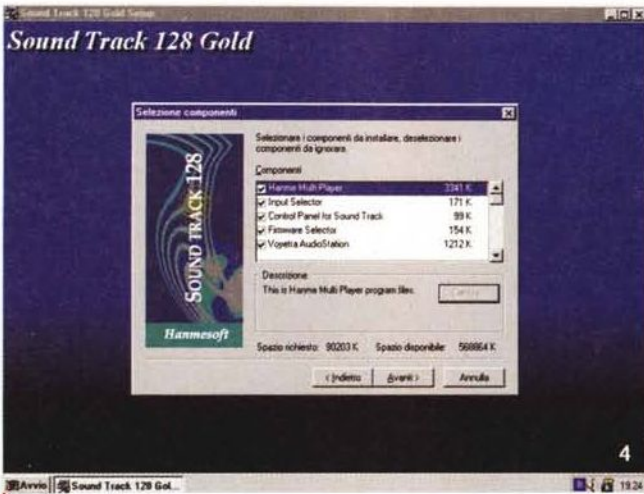 Sound Track 128 Gold Setup
Sound Track 128 Gold
Selezione componenti
Selezionare i componenti da installare, deselezionare i
componenti da ignorare.
Componenti
Hanme Multi Player 3341 K
Input Selector 171 K
Control Panel for Sound Track 99 K
Firmware Selector 154 K
Voyetra AudioStation 1212 K
Descrizione
This is Hanme Multi Player program files.
SOUND TRACK 128
Hanmesoft
Spazio richiesto: 90203 K Spazio disponibile: 568864 K
< Indietro Avanti > Annulla
4
Avvio Sound Track 128 Gol...